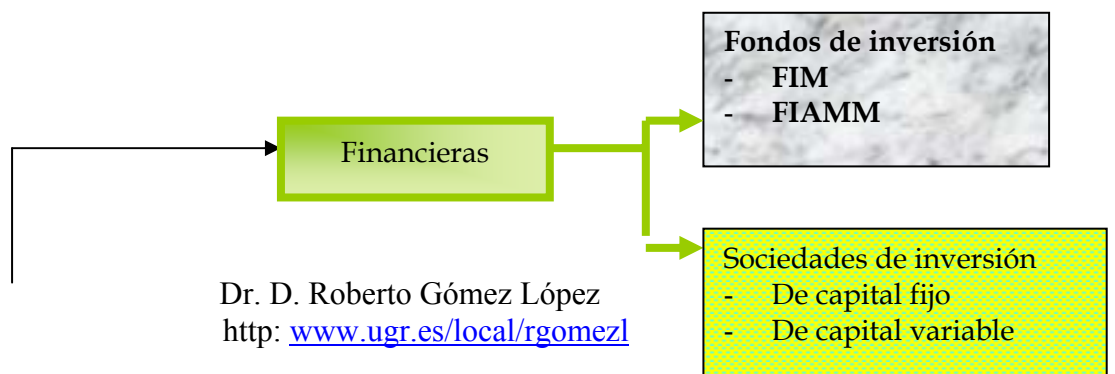 Fondos de inversión
- FIM
- FIAMM
Financieras
Sociedades de inversión
- De capital fijo
- De capital variable
Dr. D. Roberto Gómez López
http: www.ugr.es/local/rgomezl